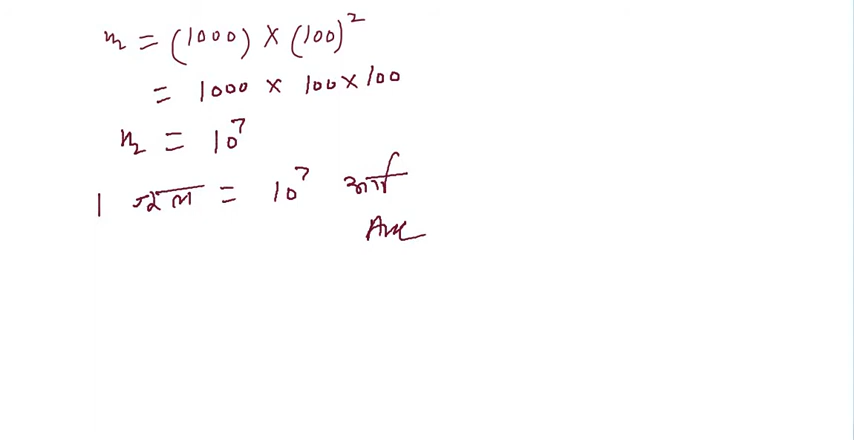 n₂ = (1000) × (100)²
= 1000 × 100 × 100
n₂ = 10⁷
1 जूल = 10⁷ अर्ग
Ans